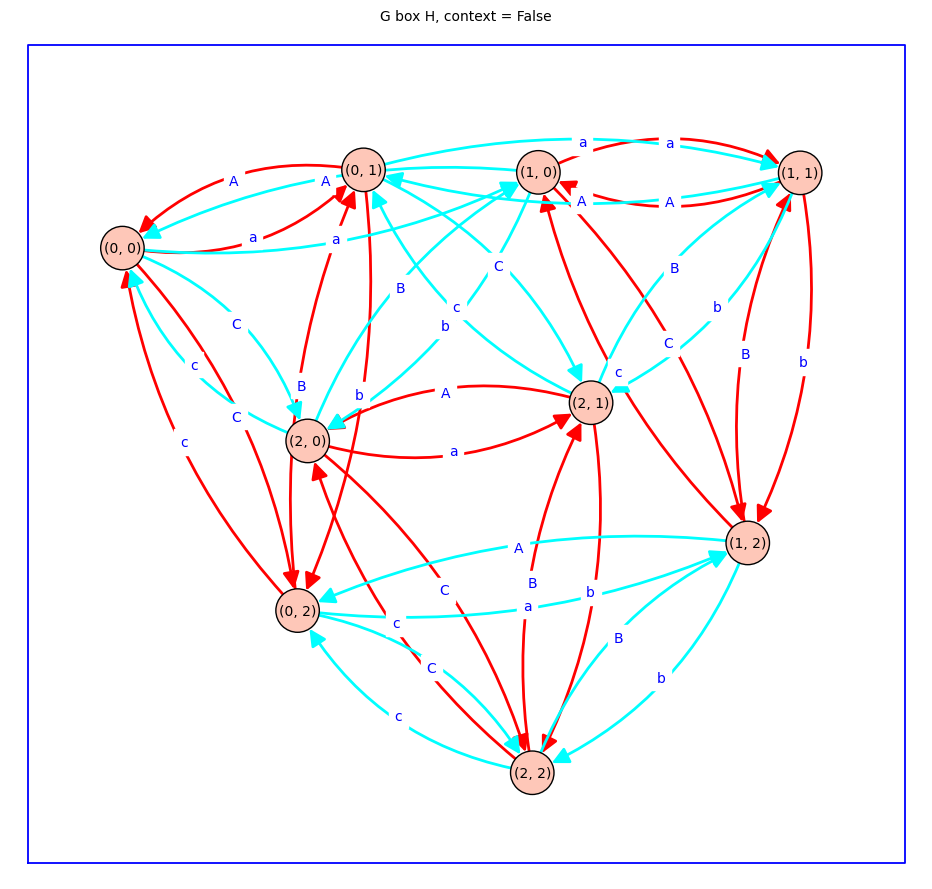 G box H, context = False
a
a
(0, 1)
(1, 0)
(1, 1)
A
A
A
A
a
a
(0, 0)
C
B
B
C
c
b
b
C
C
c
B
b
c
B
b
A
c
(2, 1)
C
c
(2, 0)
a
A
(1, 2)
B
C
b
a
(0, 2)
c
B
C
b
c
(2, 2)